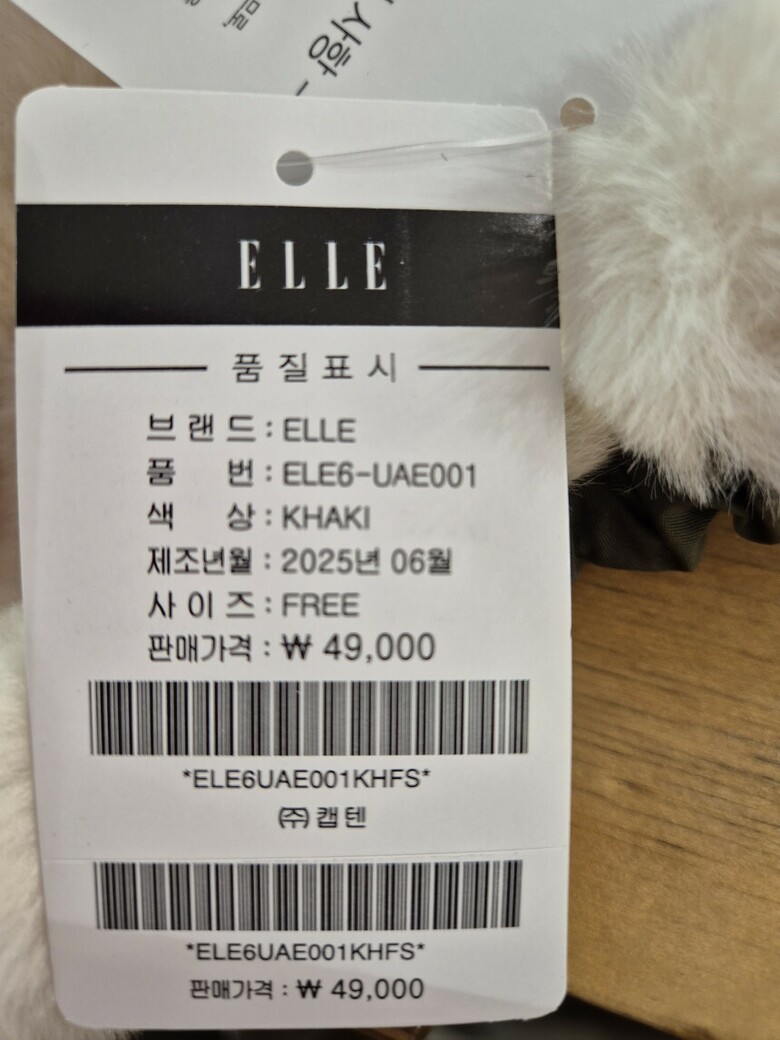 사항 -
ELLE
품질표시
브랜드 : ELLE
품 번 : ELE6-UAE001
색 상 : KHAKI
제조년월 : 2025년 06월
사이즈 : FREE
판매가격 : ₩ 49,000
*ELE6UAE001KHFS*
㈜캡텐
*ELE6UAE001KHFS*
판매가격 : ₩ 49,000